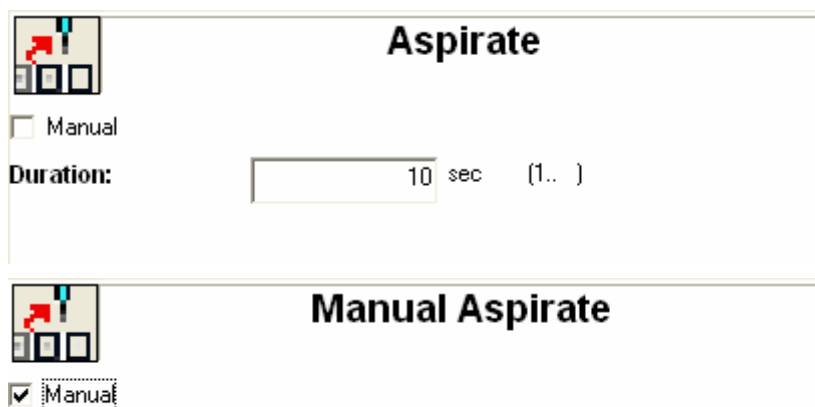 Aspirate
Manual
Duration: 10 sec (1.. )
Manual Aspirate
Manual